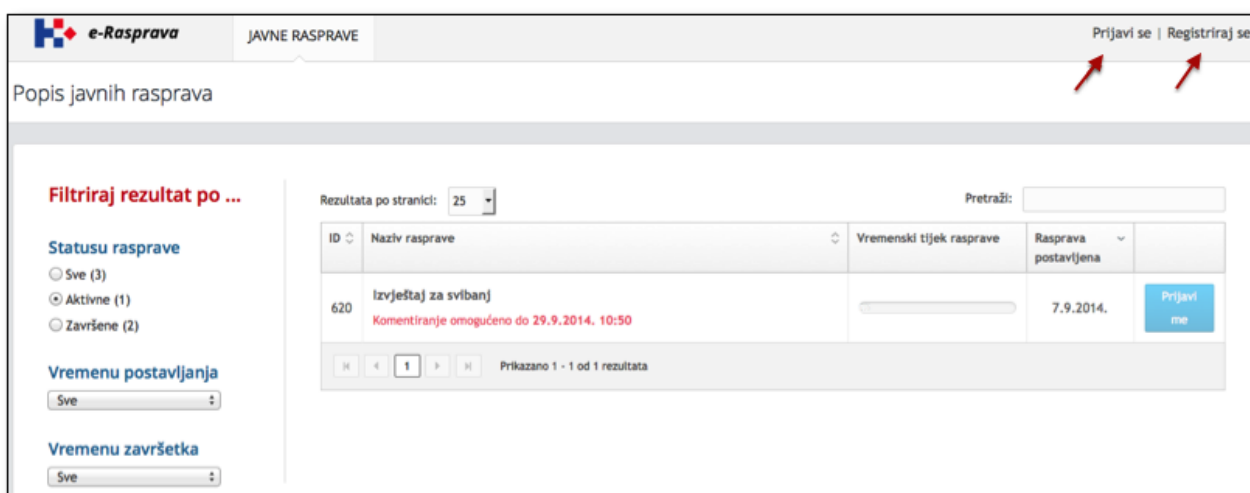 e-Rasprava
JAVNE RASPRAVE
Prijavi se | Registriraj se
Popis javnih rasprava
Filtriraj rezultat po ...
Statusu rasprave
Sve (3)
Aktivne (1)
Završene (2)
Vremenu postavljanja
Sve
Vremenu završetka
Sve
Rezultata po stranici: 25
Pretraži:
ID Naziv rasprave Vremenski tijek rasprave Rasprava
postavljena
620 Izvještaj za svibanj 7.9.2014. Prijavi
Komentiranje omogućeno do 29.9.2014. 10:50 me
1 Prikazano 1 - 1 od 1 rezultata